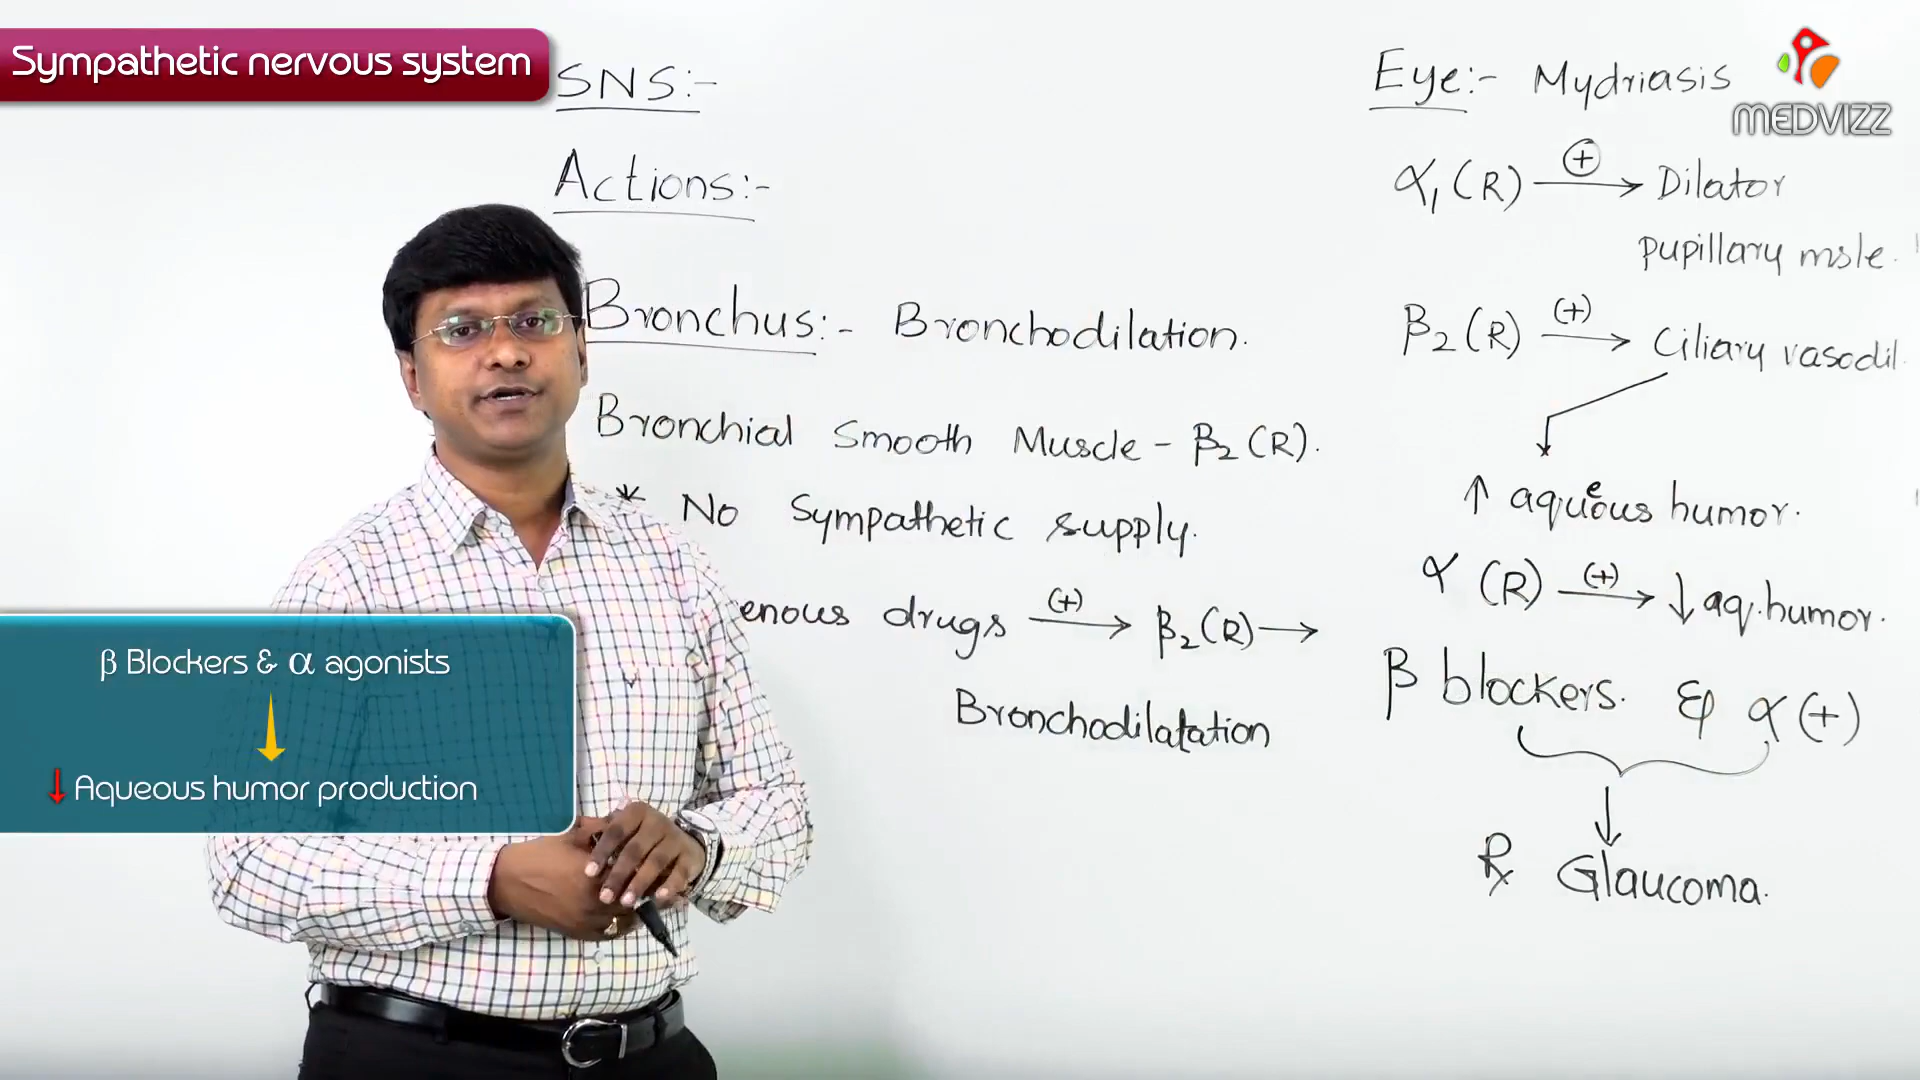 Sympathetic nervous system
SNS:-
Actions:-
Bronchus:- Bronchodilation.
Bronchial Smooth Muscle - β2 (R).
* No Sympathetic supply.
enous drugs (+) → β2 (R) →
Bronchodilatation
Eye:- Mydriasis
MEDVIZZ
α1 (R) + → Dilator
pupillary msle.
β2 (R) (+) → Ciliary vasodil.
↑ aqueous humor.
α (R) (+) → ↓ aq. humor.
β blockers. & α (+)
↓
Rx Glaucoma.
β Blockers & α agonists
↓
↓ Aqueous humor production